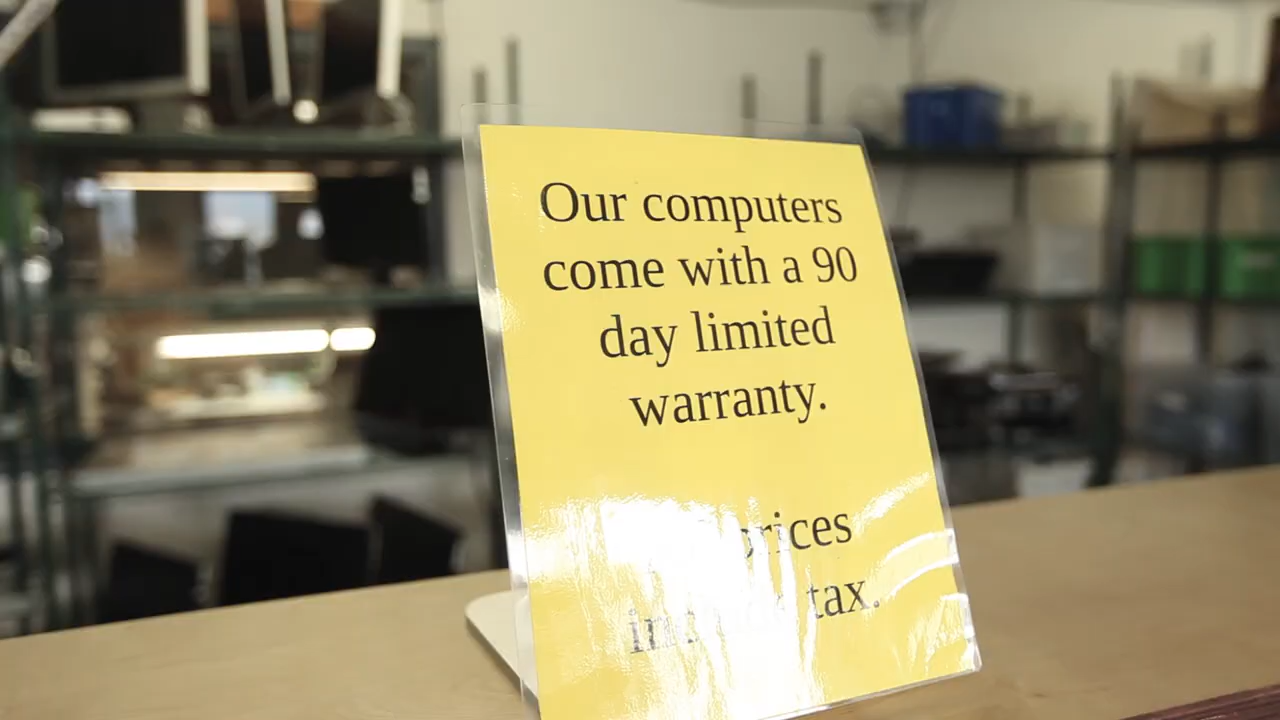 Our computers
come with a 90
day limited
warranty.
prices
tax.